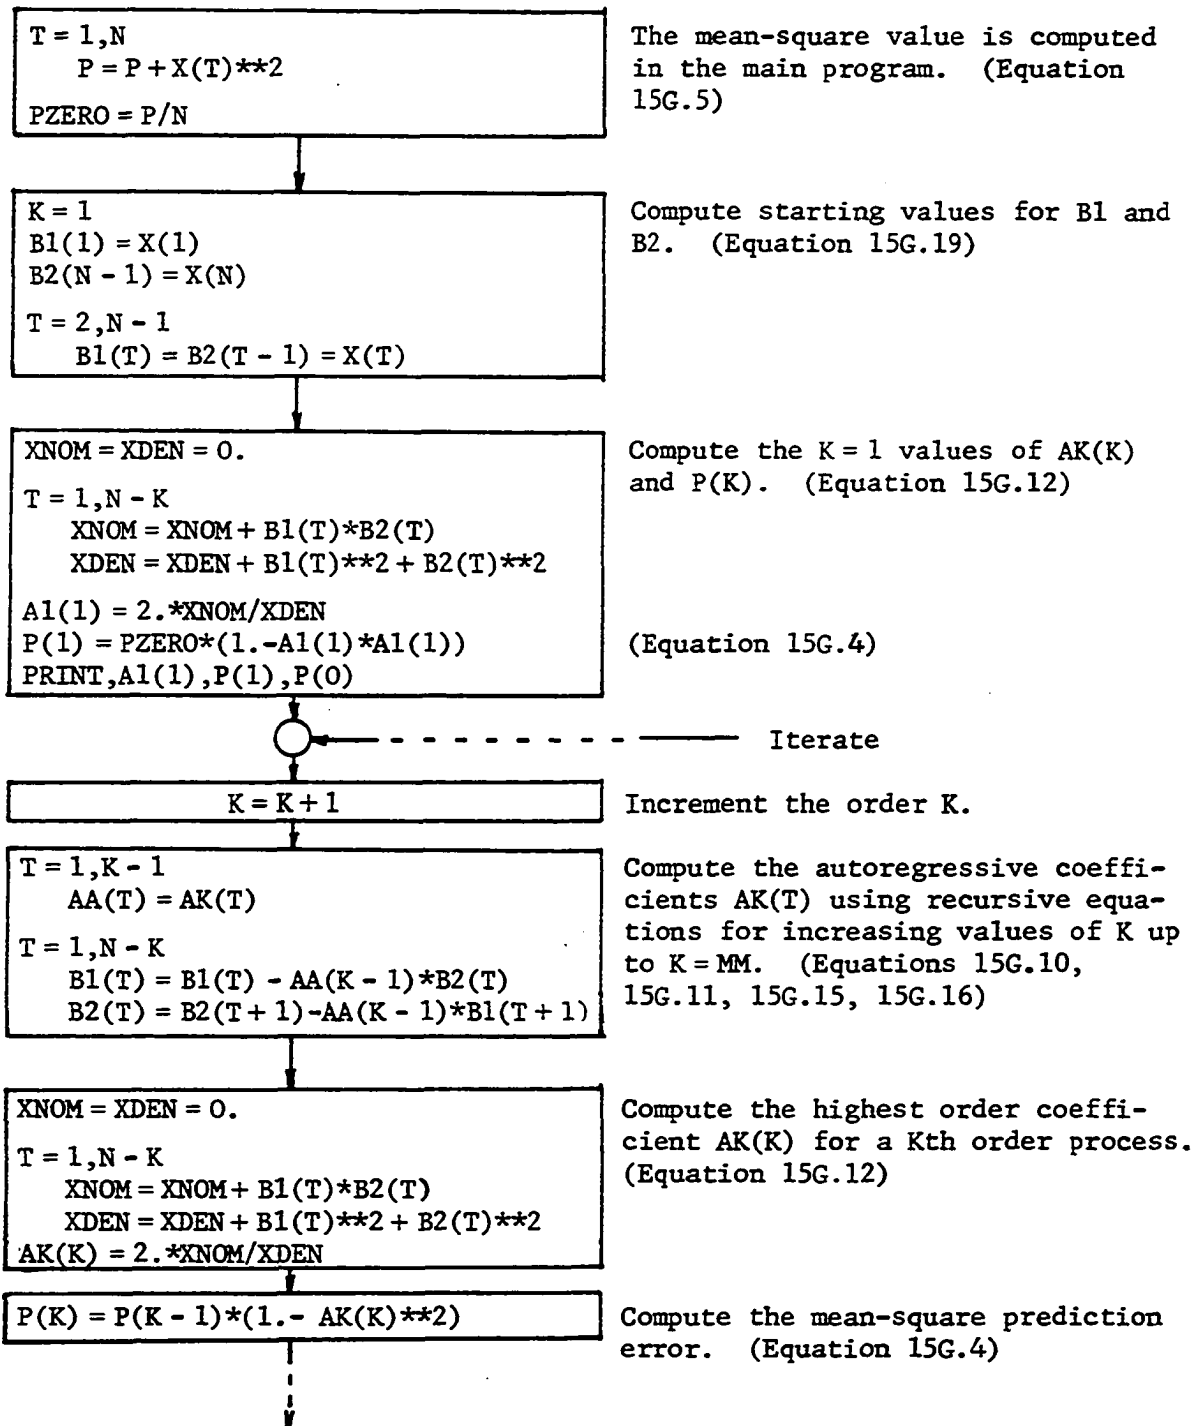 T = 1,N
P = P + X(T)**2
PZERO = P/N
The mean-square value is computed
in the main program. (Equation
15G.5)
K = 1
B1(1) = X(1)
B2(N - 1) = X(N)
T = 2,N - 1
B1(T) = B2(T - 1) = X(T)
Compute starting values for B1 and
B2. (Equation 15G.19)
XNOM = XDEN = 0.
T = 1,N - K
XNOM = XNOM + B1(T)*B2(T)
XDEN = XDEN + B1(T)**2 + B2(T)**2
A1(1) = 2.*XNOM/XDEN
P(1) = PZERO*(1.-A1(1)*A1(1))
PRINT,A1(1),P(1),P(0)
Compute the K = 1 values of AK(K)
and P(K). (Equation 15G.12)
(Equation 15G.4)
Iterate
K = K + 1
Increment the order K.
T = 1,K - 1
AA(T) = AK(T)
T = 1,N - K
B1(T) = B1(T) - AA(K - 1)*B2(T)
B2(T) = B2(T + 1)-AA(K - 1)*B1(T + 1)
Compute the autoregressive coeffi-
cients AK(T) using recursive equa-
tions for increasing values of K up
to K = MM. (Equations 15G.10,
15G.11, 15G.15, 15G.16)
XNOM = XDEN = 0.
T = 1,N - K
XNOM = XNOM + B1(T)*B2(T)
XDEN = XDEN + B1(T)**2 + B2(T)**2
AK(K) = 2.*XNOM/XDEN
Compute the highest order coeffi-
cient AK(K) for a Kth order process.
(Equation 15G.12)
P(K) = P(K - 1)*(1.- AK(K)**2)
Compute the mean-square prediction
error. (Equation 15G.4)